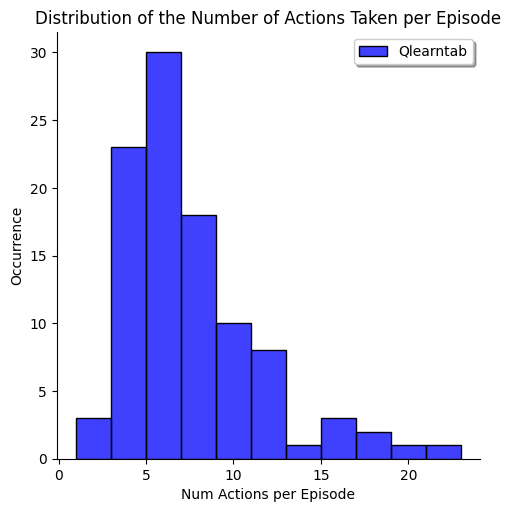 Distribution of the Number of Actions Taken per Episode
Qlearntab
30
25
20
15
10
5
0
Occurrence
0 5 10 15 20
Num Actions per Episode